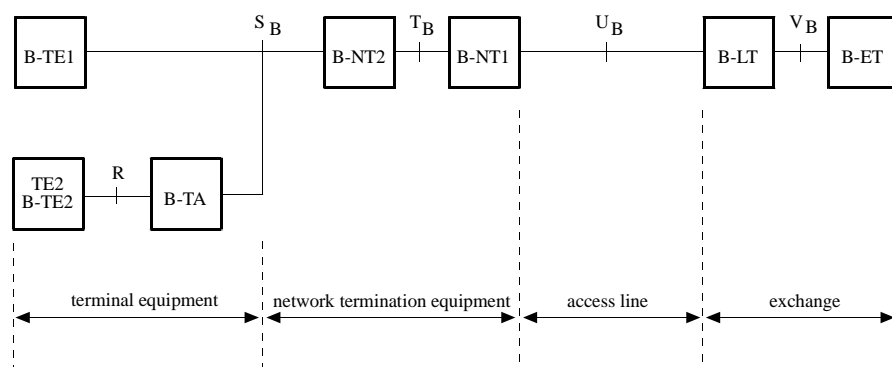 S B
T B
U B
V B
B-TE1
B-NT2
B-NT1
B-LT
B-ET
R
TE2
B-TE2
B-TA
terminal equipment
network termination equipment
access line
exchange